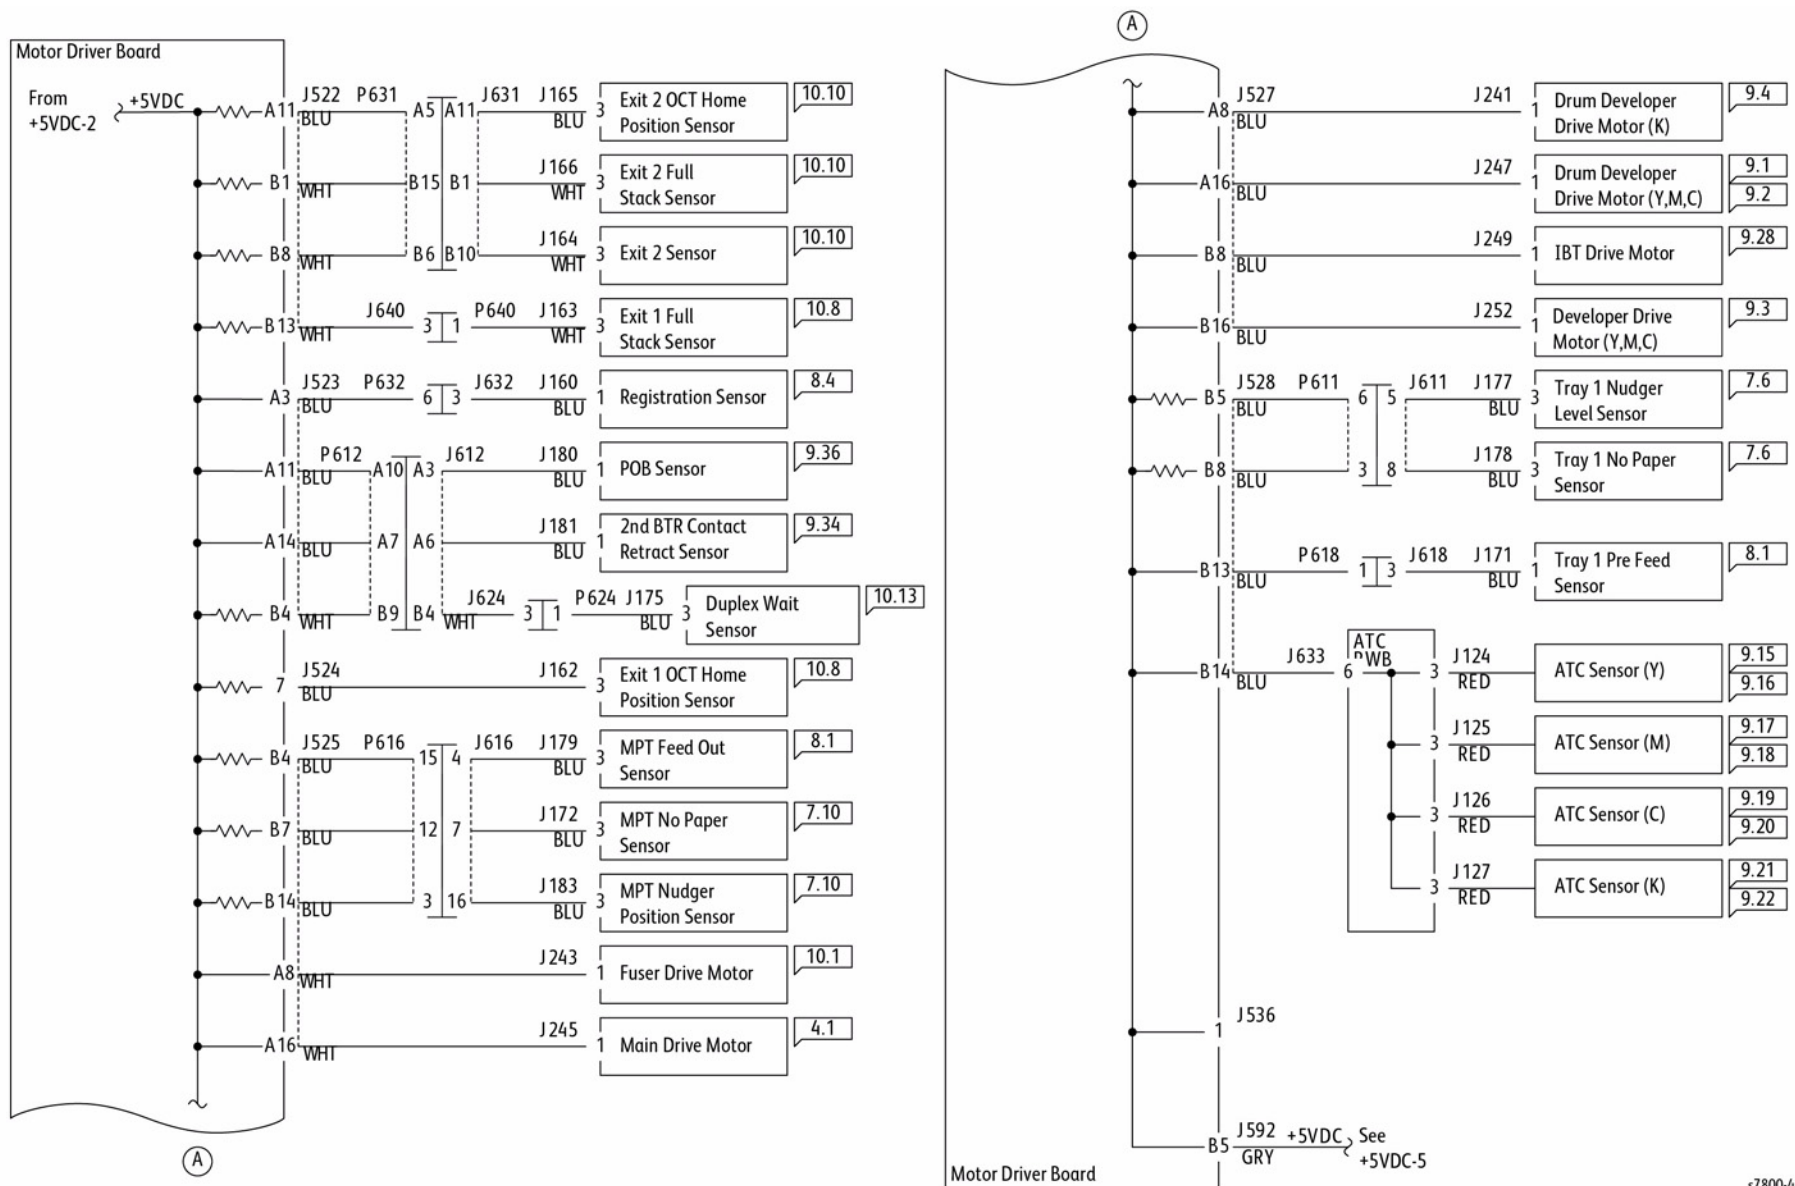 Motor Driver Board
From
+5VDC-2
+5VDC
A11 J522 BLU P631 A5 A11 J631 J165 BLU 3
Exit 2 OCT Home
Position Sensor
10.10
B1 WHT B15 B1 J166 WHT 3
Exit 2 Full
Stack Sensor
10.10
B8 WHT B6 B10 J164 WHT 3
Exit 2 Sensor
10.10
B13 WHT J640 3 1 P640 J163 WHT 3
Exit 1 Full
Stack Sensor
10.8
A3 J523 BLU P632 6 3 J632 J160 BLU 1
Registration Sensor
8.4
A11 BLU P612 A10 A3 J612 J180 BLU 1
POB Sensor
9.36
A14 BLU A7 A6 J181 BLU 1
2nd BTR Contact
Retract Sensor
9.34
B4 WHT B9 B4 WHT J624 3 1 P624 J175 BLU 3
Duplex Wait
Sensor
10.13
7 J524 BLU J162 3
Exit 1 OCT Home
Position Sensor
10.8
B4 J525 BLU P616 15 4 J616 J179 BLU 3
MPT Feed Out
Sensor
8.1
B7 BLU 12 7 J172 BLU 3
MPT No Paper
Sensor
7.10
B14 BLU 3 16 J183 BLU 3
MPT Nudger
Position Sensor
7.10
A8 WHT J243 1
Fuser Drive Motor
10.1
A16 WHT J245 1
Main Drive Motor
4.1
A
A
A8 J527 BLU J241 1
Drum Developer
Drive Motor (K)
9.4
A16 BLU J247 1
Drum Developer
Drive Motor (Y,M,C)
9.1
9.2
B8 BLU J249 1
IBT Drive Motor
9.28
B16 BLU J252 1
Developer Drive
Motor (Y,M,C)
9.3
B5 J528 BLU P611 6 5 J611 J177 BLU 3
Tray 1 Nudger
Level Sensor
7.6
B8 BLU 3 8 J178 BLU 3
Tray 1 No Paper
Sensor
7.6
B13 BLU P618 1 3 J618 J171 BLU 1
Tray 1 Pre Feed
Sensor
8.1
ATC
PWB
B14 BLU J633 6 3 J124 RED
ATC Sensor (Y)
9.15
9.16
3 J125 RED
ATC Sensor (M)
9.17
9.18
3 J126 RED
ATC Sensor (C)
9.19
9.20
3 J127 RED
ATC Sensor (K)
9.21
9.22
1 J536
B5 J592 GRY +5VDC See
+5VDC-5
Motor Driver Board